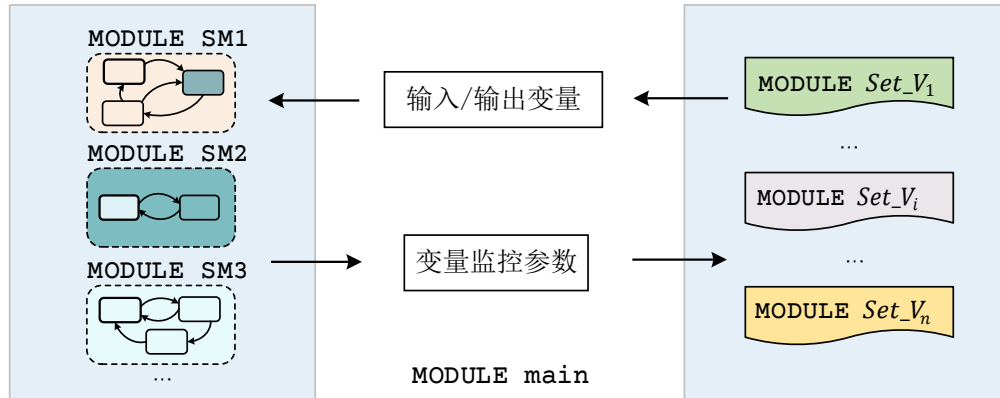 MODULE SM1
MODULE SM2
MODULE SM3
...
输入/输出变量
变量监控参数
MODULE main
MODULE Set_V₁
...
MODULE Set_Vᵢ
...
MODULE Set_Vₙ